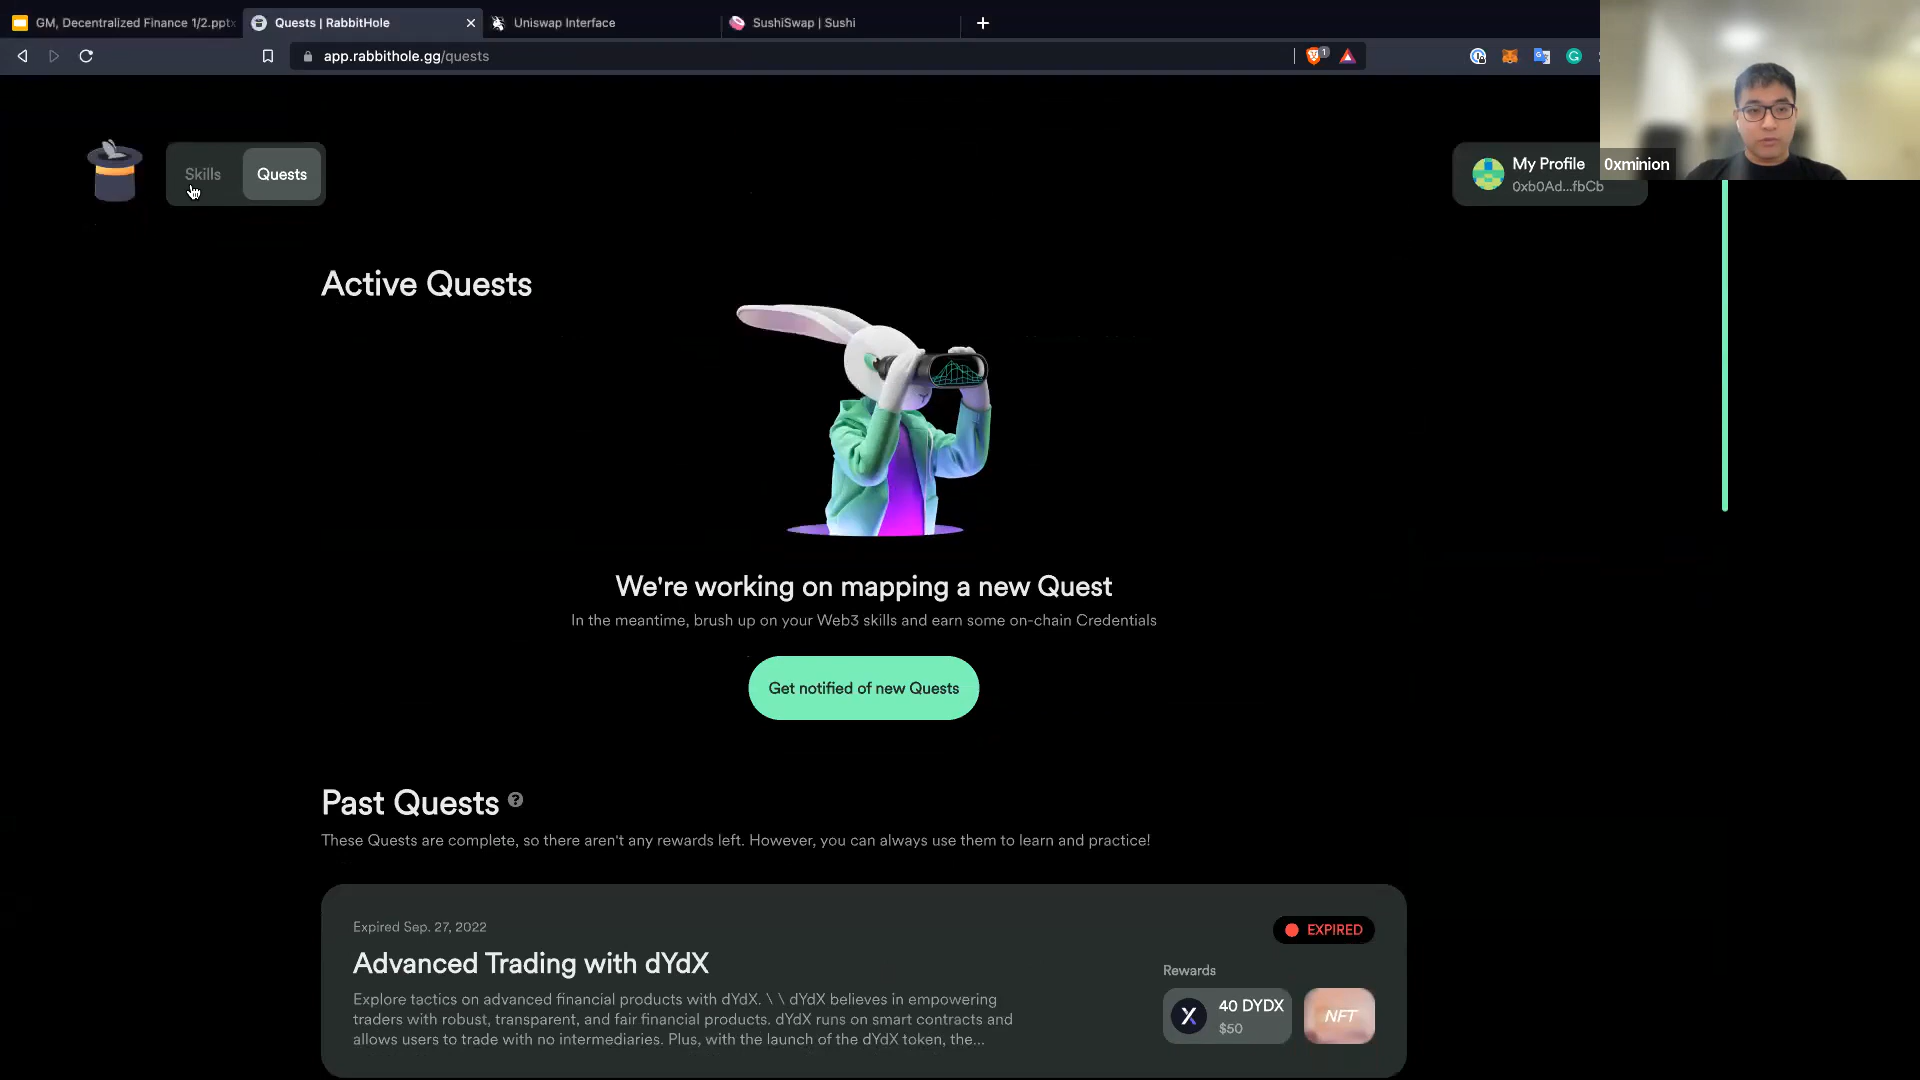 GM, Decentralized Finance 1/2.pptx
Quests | RabbitHole
Uniswap Interface
SushiSwap | Sushi
app.rabbithole.gg/quests
1
Skills
Quests
My Profile
0xb0Ad...fbCb
0xminion
Active Quests
We're working on mapping a new Quest
In the meantime, brush up on your Web3 skills and earn some on-chain Credentials
Get notified of new Quests
Past Quests ?
These Quests are complete, so there aren't any rewards left. However, you can always use them to learn and practice!
Expired Sep. 27, 2022
EXPIRED
Advanced Trading with dYdX
Explore tactics on advanced financial products with dYdX. \ \ dYdX believes in empowering
traders with robust, transparent, and fair financial products. dYdX runs on smart contracts and
allows users to trade with no intermediaries. Plus, with the launch of the dYdX token, the...
Rewards
40 DYDX
$50
NFT